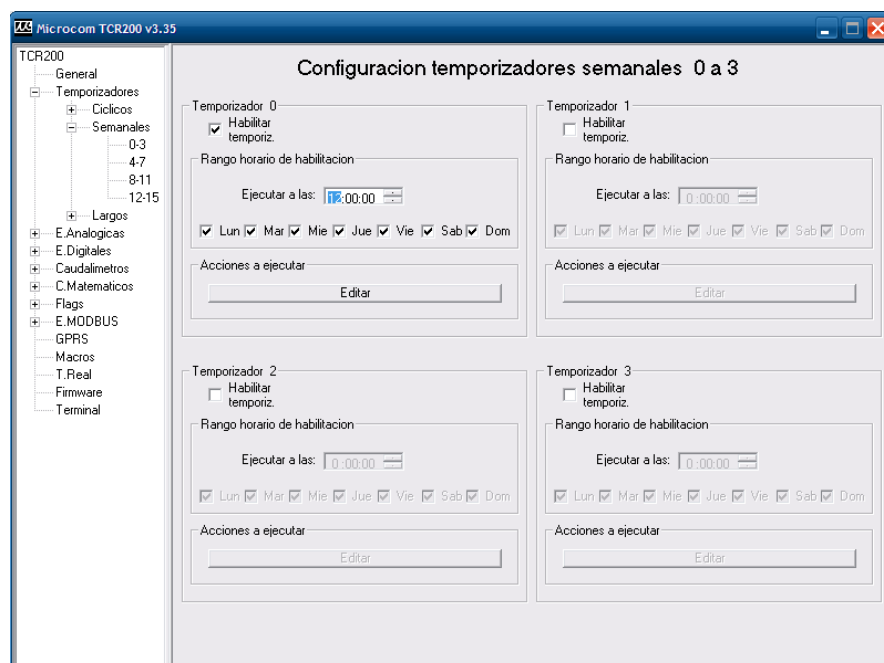 Microcom TCR200 v3.35
TCR200
General
Temporizadores
Ciclicos
Semanales
0-3
4-7
8-11
12-15
Largos
E.Analogicas
E.Digitales
Caudalimetros
C.Matematicos
Flags
E.MODBUS
GPRS
Macros
T.Real
Firmware
Terminal
Configuracion temporizadores semanales 0 a 3
Temporizador 0
Habilitar
temporiz.
Rango horario de habilitacion
Ejecutar a las: 12:00:00
Lun Mar Mie Jue Vie Sab Dom
Acciones a ejecutar
Editar
Temporizador 1
Habilitar
temporiz.
Rango horario de habilitacion
Ejecutar a las: 0:00:00
Lun Mar Mie Jue Vie Sab Dom
Acciones a ejecutar
Editar
Temporizador 2
Habilitar
temporiz.
Rango horario de habilitacion
Ejecutar a las: 0:00:00
Lun Mar Mie Jue Vie Sab Dom
Acciones a ejecutar
Editar
Temporizador 3
Habilitar
temporiz.
Rango horario de habilitacion
Ejecutar a las: 0:00:00
Lun Mar Mie Jue Vie Sab Dom
Acciones a ejecutar
Editar